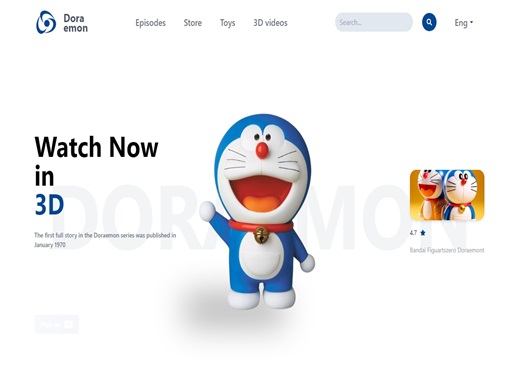 Dora
emon
Episodes
Store
Toys
3D videos
Search...
Eng
Watch Now
in
3D
DORAEMON
The first full story in the Doraemon series was published in
January 1970
4.7
Bandai Figuartszero Doraemont